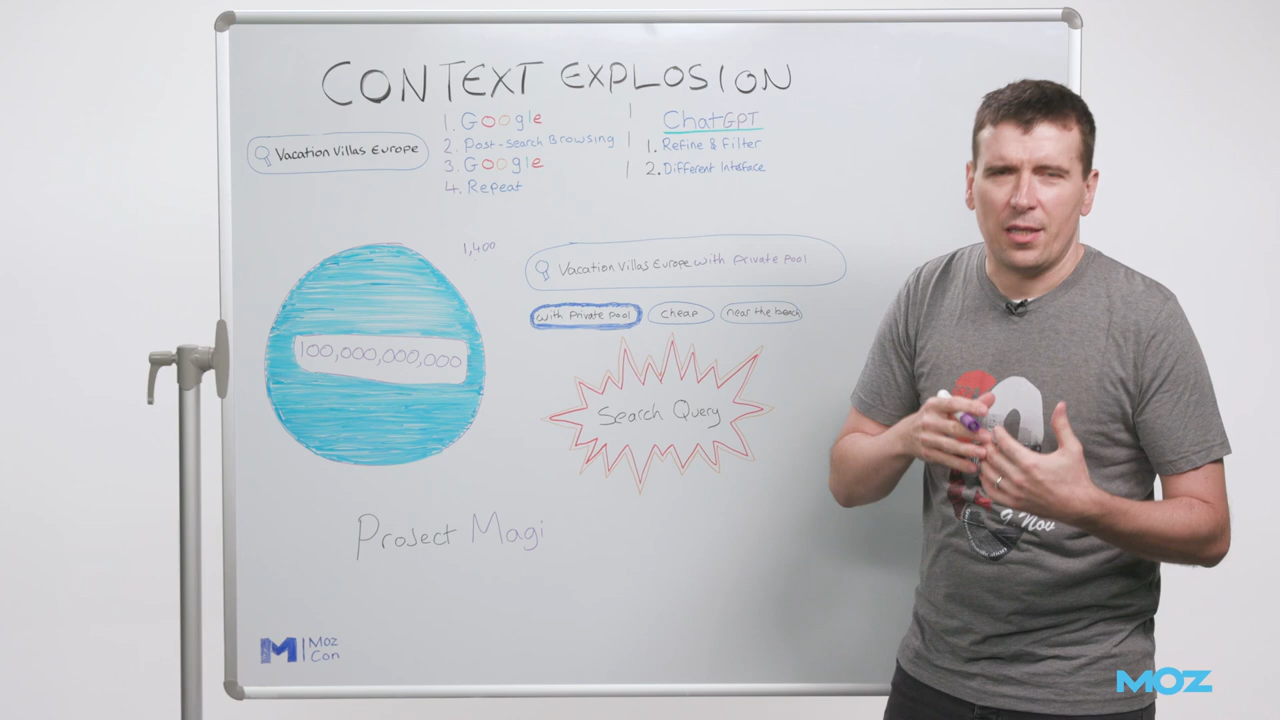 CONTEXT EXPLOSION
Vacation Villas Europe
1. Google
2. Post-Search Browsing
3. Google
4. Repeat
ChatGPT
1. Refine & Filter
2. Different Interface
1,400
100,000,000,000
Vacation Villas Europe with Private pool
with Private pool
cheap
near the beach
Search Query
Project Magi
M
Moz
Con
9 Nov
MOZ